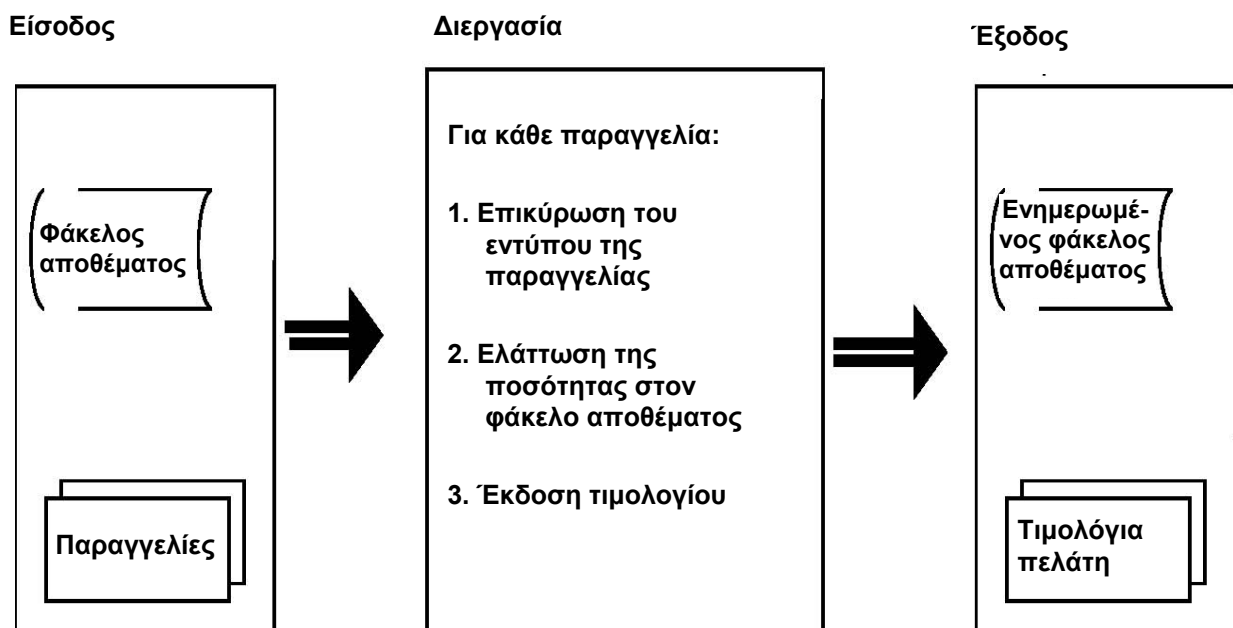 Είσοδος
Διεργασία
Έξοδος
Φάκελος
αποθέματος
Παραγγελίες
Για κάθε παραγγελία:
1. Επικύρωση του
εντύπου της
παραγγελίας
2. Ελάττωση της
ποσότητας στον
φάκελο αποθέματος
3. Έκδοση τιμολογίου
Ενημερωμέ-
νος φάκελος
αποθέματος
Τιμολόγια
πελάτη